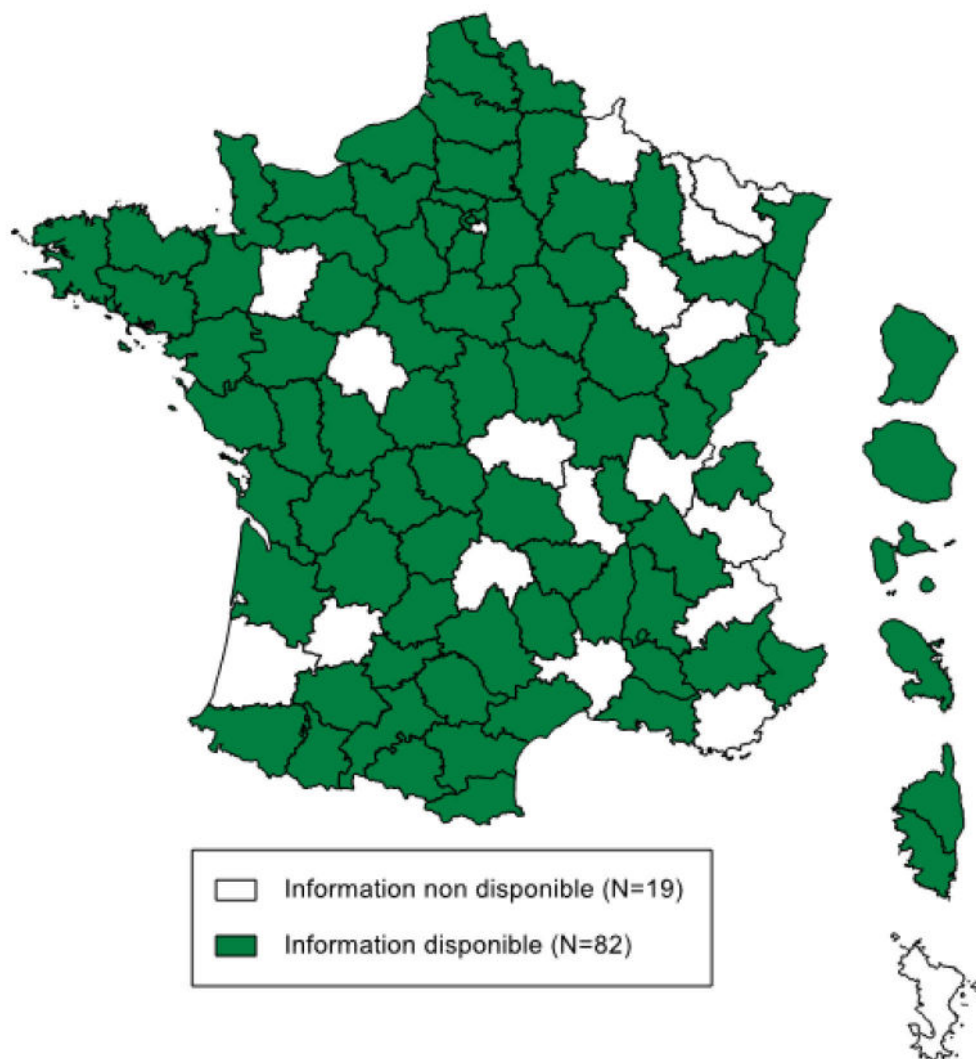 Information non disponible (N=19)
Information disponible (N=82)